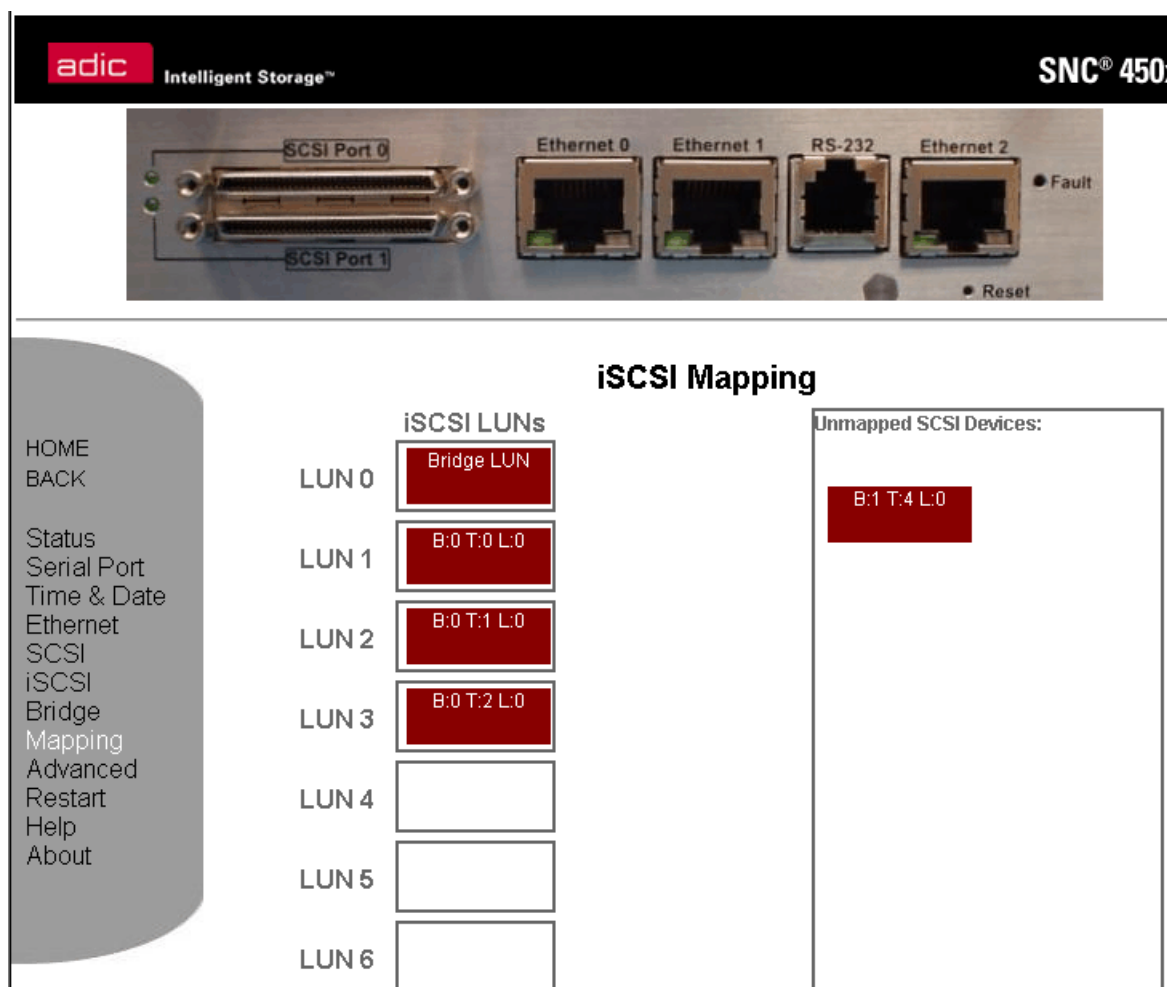 adic Intelligent Storage™
SNC® 450
SCSI Port 0
Ethernet 0
Ethernet 1
RS-232
Ethernet 2
Fault
SCSI Port 1
Reset
iSCSI Mapping
HOME
BACK
Status
Serial Port
Time & Date
Ethernet
SCSI
iSCSI
Bridge
Mapping
Advanced
Restart
Help
About
iSCSI LUNs
LUN 0
Bridge LUN
LUN 1
B:0 T:0 L:0
LUN 2
B:0 T:1 L:0
LUN 3
B:0 T:2 L:0
LUN 4
LUN 5
LUN 6
Unmapped SCSI Devices:
B:1 T:4 L:0